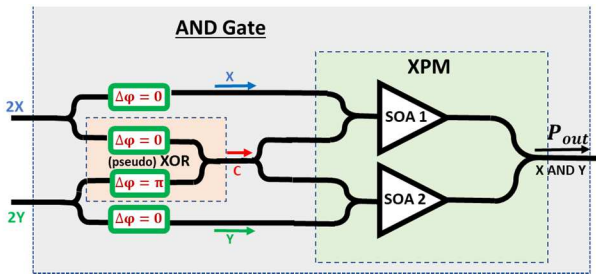 AND Gate
XPM
2X
Δφ = 0
X
SOA 1
Δφ = 0
(pseudo) XOR
C
Pout
X AND Y
Δφ = π
2Y
Δφ = 0
Y
SOA 2